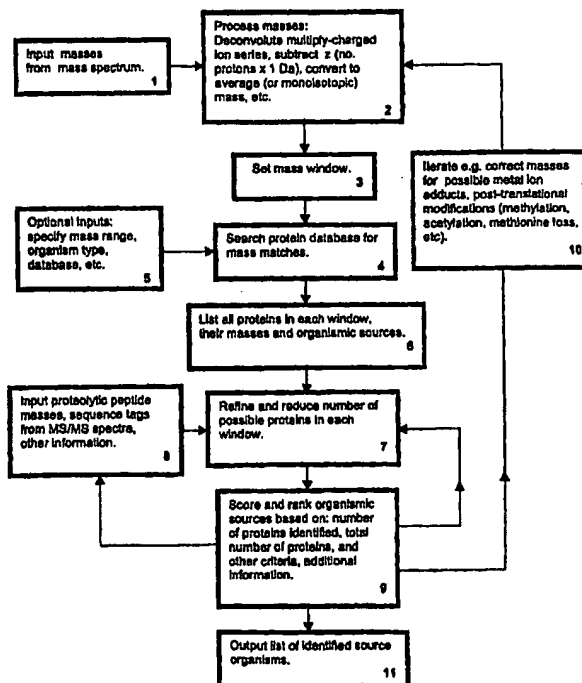 Input masses
from mass spectrum.
1
Process masses:
Deconvolute multiply-charged
ion series, subtract z (no.
protons x 1 Da), convert to
average (or monoisotopic)
mass, etc.
2
Set mass window.
3
Optional inputs:
specify mass range,
organism type,
database, etc.
5
Search protein database for
mass matches.
4
Iterate e.g. correct masses
for possible metal ion
adducts, post-translational
modifications (methylation,
acetylation, methionine loss,
etc).
10
List all proteins in each window,
their masses and organismic sources.
6
Input proteolytic peptide
masses, sequence tags
from MS/MS spectra,
other information.
8
Refine and reduce number of
possible proteins in each
window.
7
Score and rank organismic
sources based on: number
of proteins identified, total
number of proteins, and
other criteria, additional
information.
9
Output list of identified source
organisms.
11